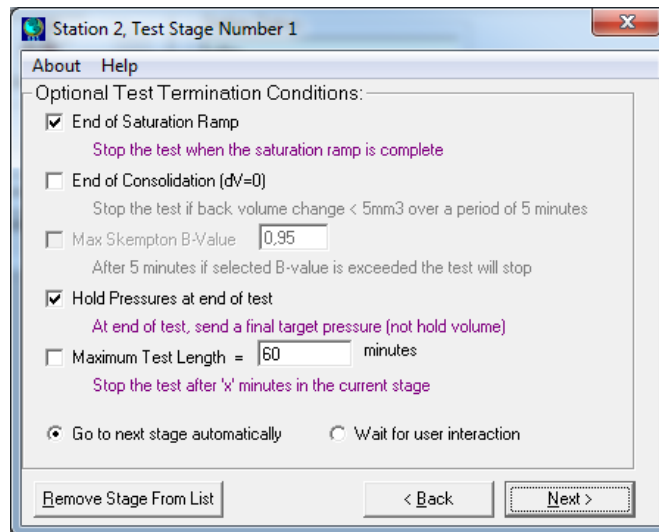 Station 2, Test Stage Number 1
About Help
Optional Test Termination Conditions:
End of Saturation Ramp
Stop the test when the saturation ramp is complete
End of Consolidation (dV=0)
Stop the test if back volume change < 5mm3 over a period of 5 minutes
Max Skempton B-Value 0,95
After 5 minutes if selected B-value is exceeded the test will stop
Hold Pressures at end of test
At end of test, send a final target pressure (not hold volume)
Maximum Test Length = 60 minutes
Stop the test after 'x' minutes in the current stage
Go to next stage automatically Wait for user interaction
Remove Stage From List < Back Next >